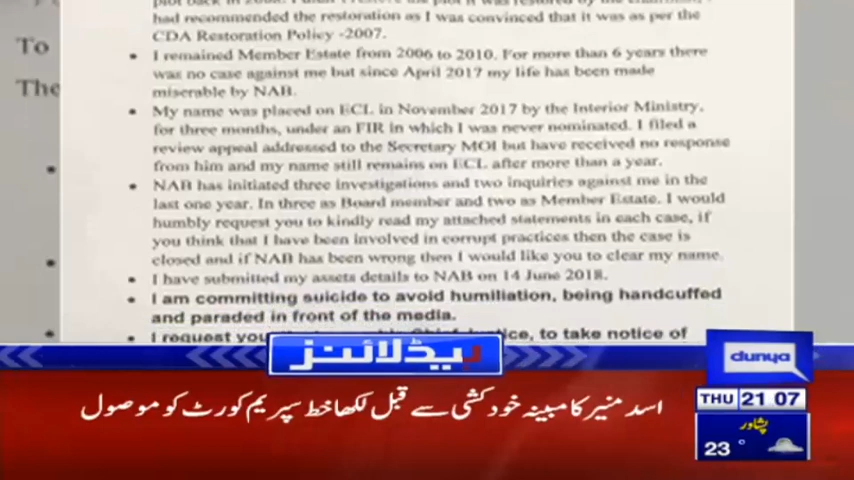 plot back in 2008.
had recommended the restoration as I was convinced that it was as per the
CDA Restoration Policy -2007.
To
• I remained Member Estate from 2006 to 2010. For more than 6 years there
was no case against me but since April 2017 my life has been made
miserable by NAB.
The
• My name was placed on ECL in November 2017 by the Interior Ministry,
for three months, under an FIR in which I was never nominated. I filed a
review appeal addressed to the Secretary MOI but have received no response
from him and my name still remains on ECL after more than a year.
• NAB has initiated three investigations and two inquiries against me in the
last one year. In three as Board member and two as Member Estate. I would
humbly request you to kindly read my attached statements in each case, if
you think that I have been involved in corrupt practices then the case is
closed and if NAB has been wrong then I would like you to clear my name.
• I have submitted my assets details to NAB on 14 June 2018.
• I am committing suicide to avoid humiliation, being handcuffed
and paraded in front of the media.
• I request you Chief Justice, to take notice of
ہیڈلائنز
dunya
اسد منیر کا مبینہ خودکشی سے قبل لکھا خط سپریم کورٹ کو موصول
THU 21 07
پشاور
23°